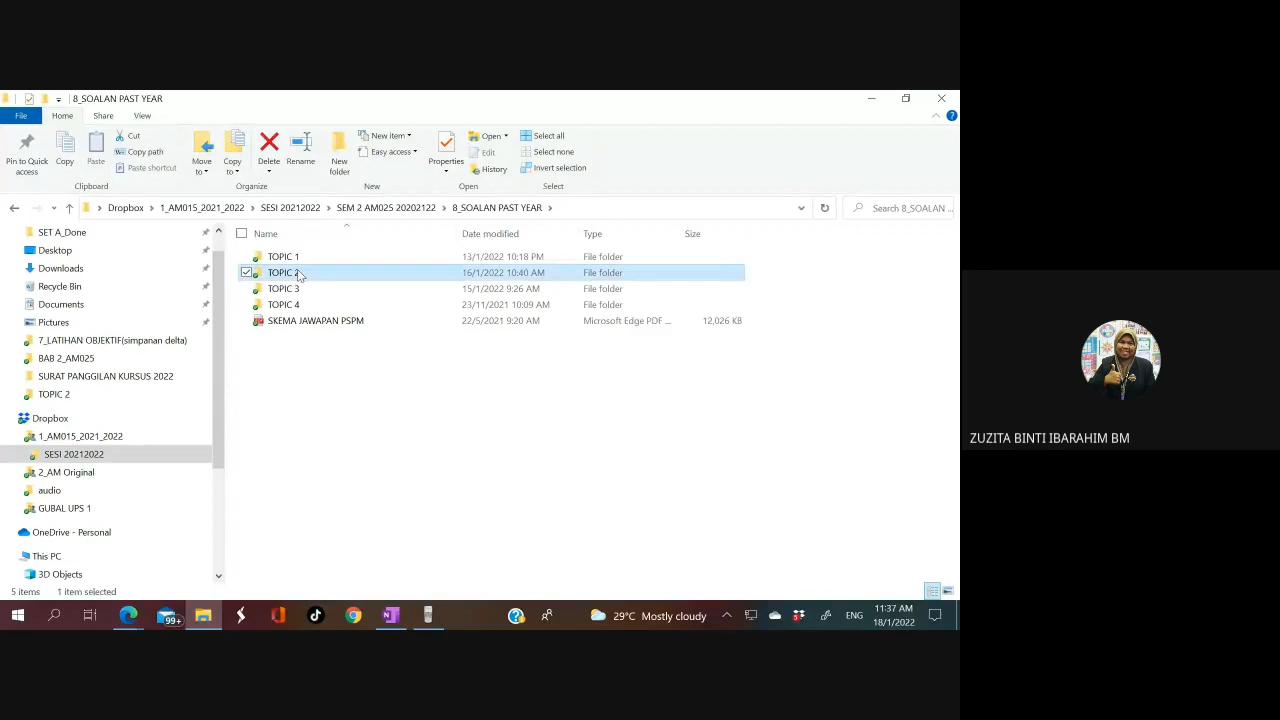 8_SOALAN PAST YEAR
File Home Share View
Pin to Quick access
Copy
Paste
Cut
Copy path
Paste shortcut
Move to
Copy to
Delete
Rename
New folder
New item
Easy access
Properties
Open
Edit
History
Select all
Select none
Invert selection
Clipboard Organize New Open Select
Dropbox > 1_AM015_2021_2022 > SESI 20212022 > SEM 2 AM025 20202122 > 8_SOALAN PAST YEAR >
Search 8_SOALAN ...
Name Date modified Type Size
TOPIC 1 13/1/2022 10:18 PM File folder
TOPIC 2 16/1/2022 10:40 AM File folder
TOPIC 3 15/1/2022 9:26 AM File folder
TOPIC 4 23/11/2021 10:09 AM File folder
SKEMA JAWAPAN PSPM 22/5/2021 9:20 AM Microsoft Edge PDF ... 12,026 KB
SET A_Done
Desktop
Downloads
Recycle Bin
Documents
Pictures
7_LATIHAN OBJEKTIF(simpanan delta)
BAB 2_AM025
SURAT PANGGILAN KURSUS 2022
TOPIC 2
Dropbox
1_AM015_2021_2022
SESI 20212022
2_AM Original
audio
GUBAL UPS 1
OneDrive - Personal
This PC
3D Objects
5 items 1 item selected
ZUZITA BINTI IBARAHIM BM
99+
29°C Mostly cloudy
5
ENG
11:37 AM
18/1/2022